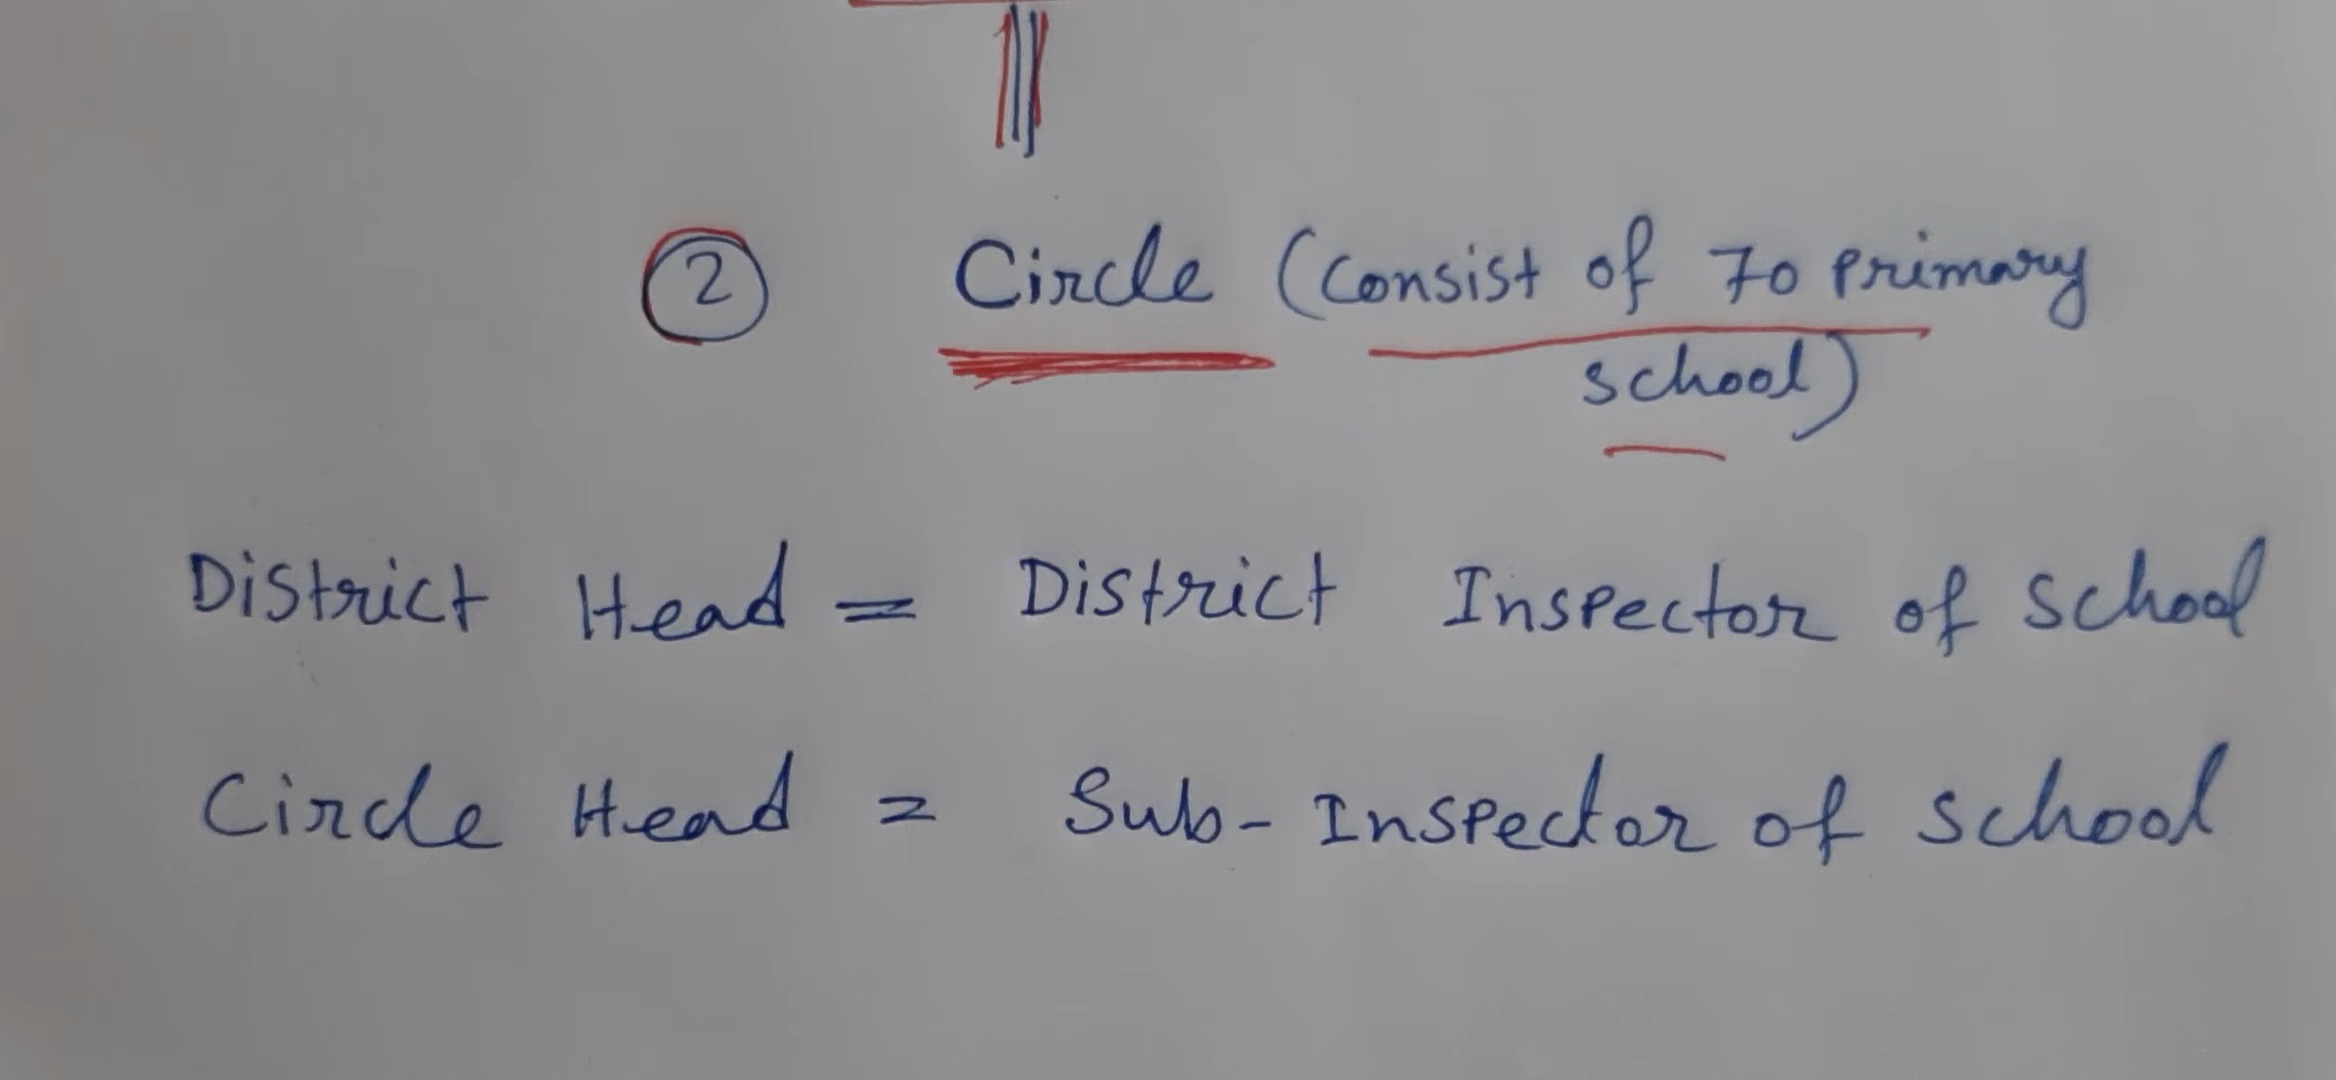 2 Circle (consist of 70 primary
school)
District Head = District Inspector of School
Circle Head = Sub-Inspector of school